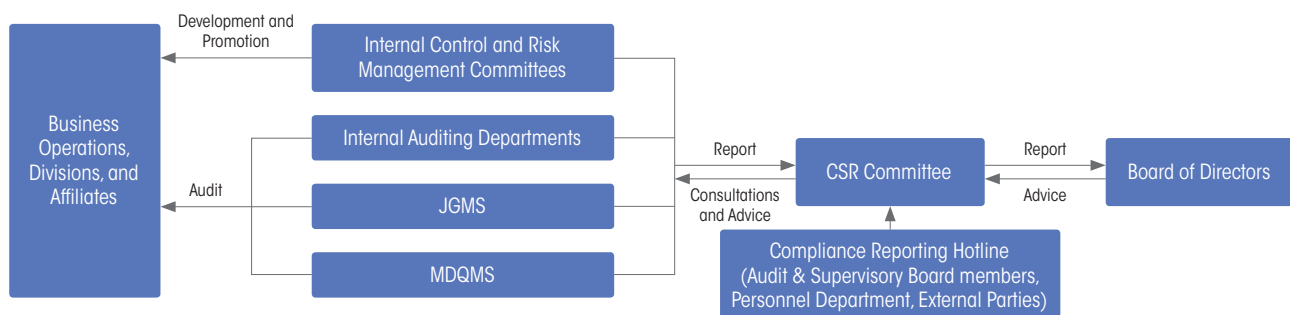 Development and
Promotion
Internal Control and Risk
Management Committees
Business
Operations,
Divisions, and
Affiliates
Internal Auditing Departments
Audit
JGMS
MDQMS
Report
Consultations
and Advice
CSR Committee
Report
Advice
Board of Directors
Compliance Reporting Hotline
(Audit & Supervisory Board members,
Personnel Department, External Parties)